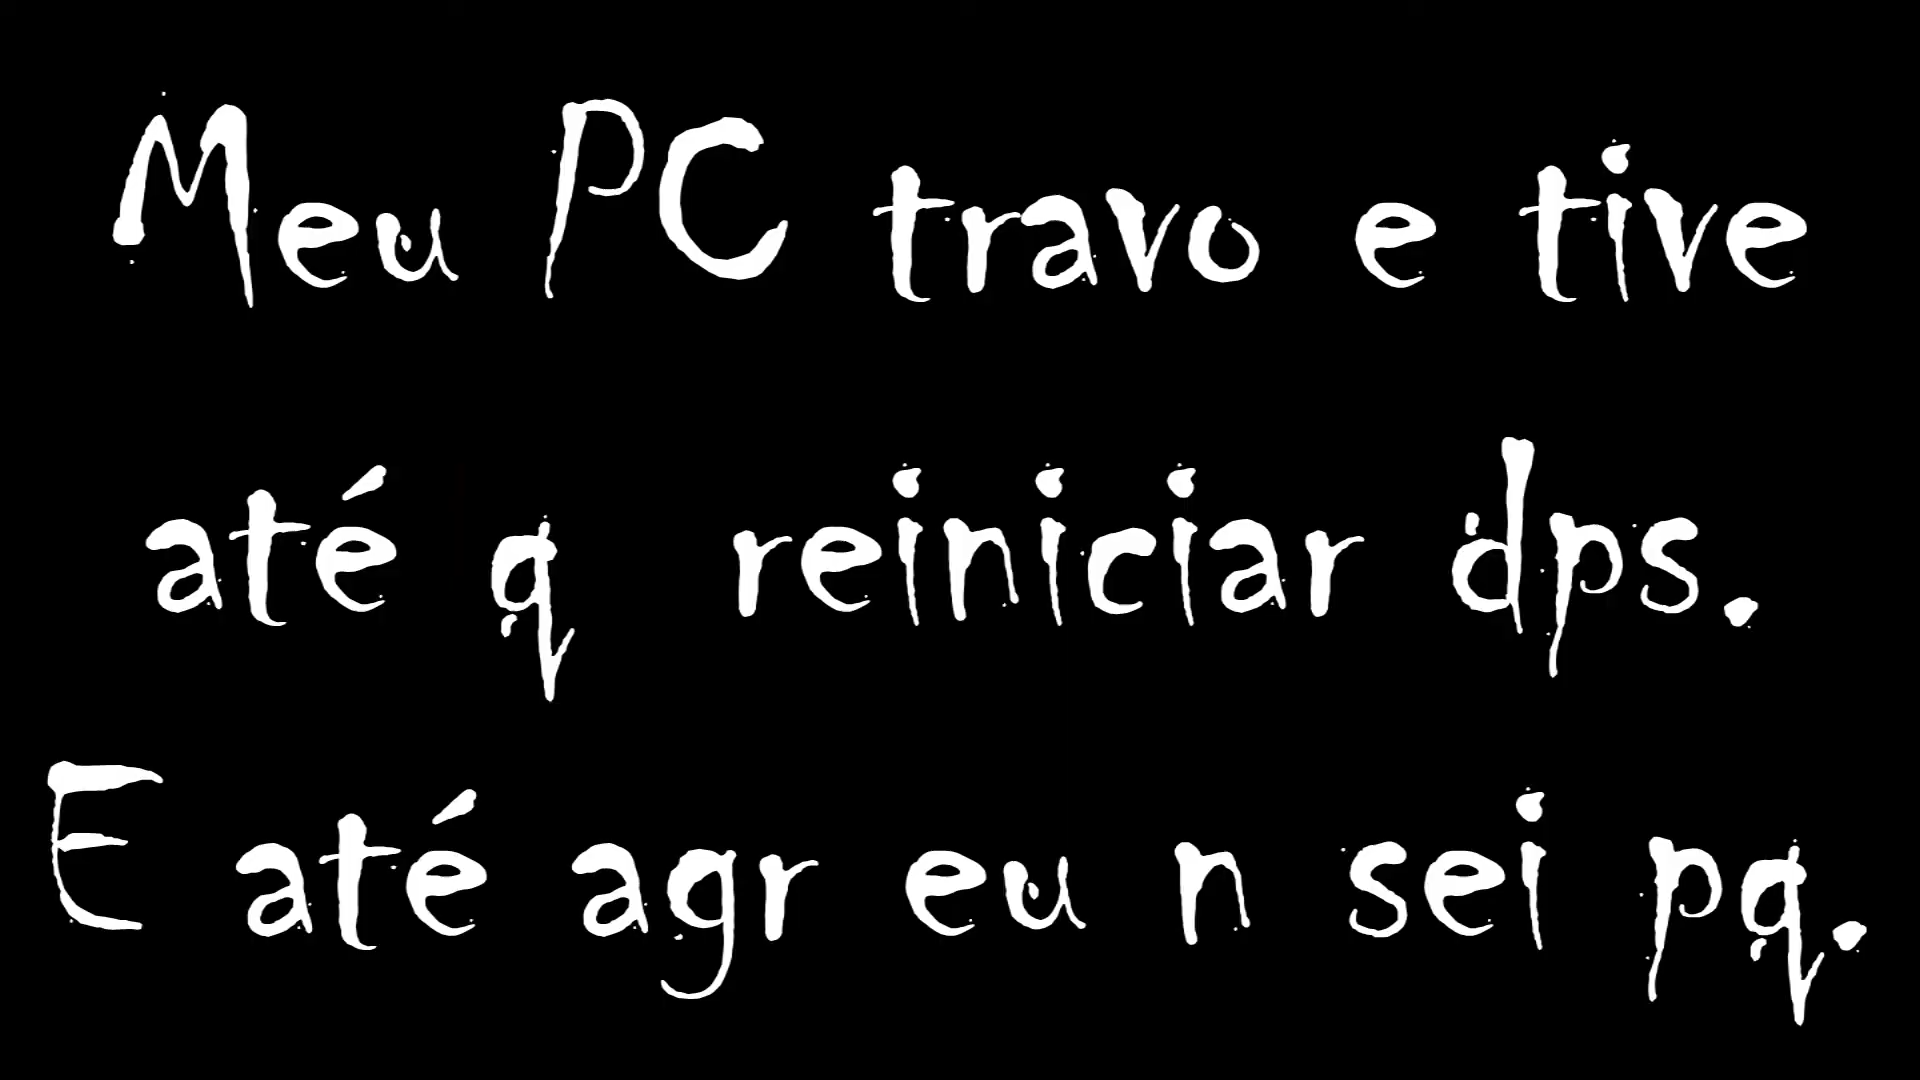 Meu PC travo e tive
até q reiniciar dps.
E até agr eu n sei pq.